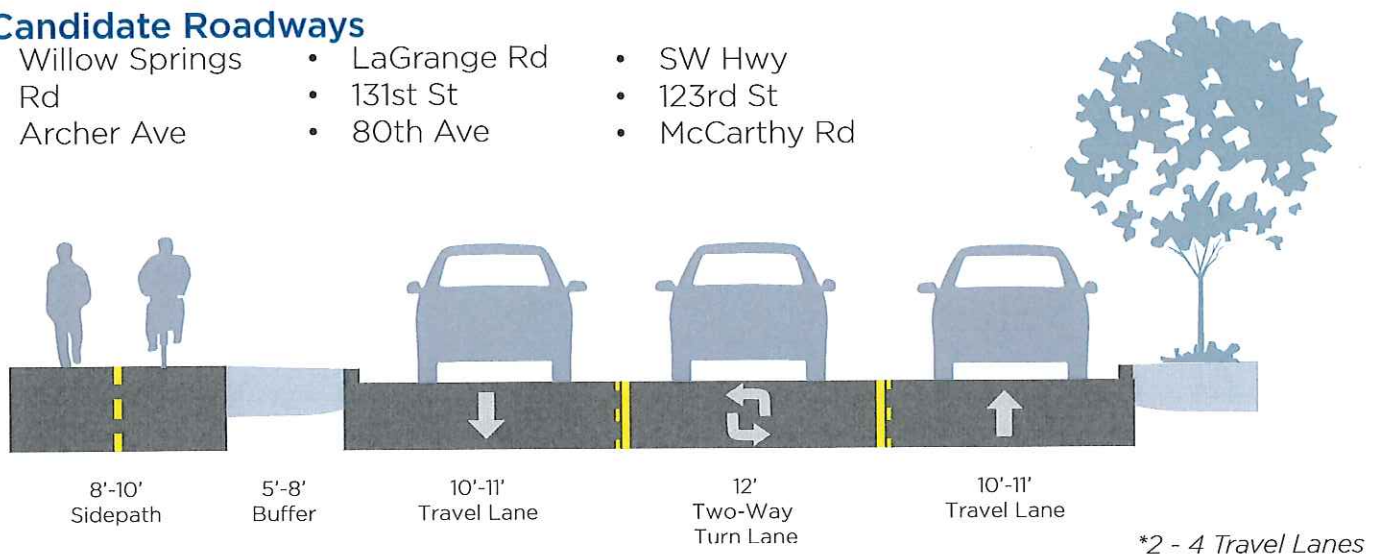 Candidate Roadways
Willow Springs
Rd
Archer Ave
• LaGrange Rd
• 131st St
• 80th Ave
• SW Hwy
• 123rd St
• McCarthy Rd
8'-10'
Sidepath
5'-8'
Buffer
10'-11'
Travel Lane
12'
Two-Way
Turn Lane
10'-11'
Travel Lane
*2 - 4 Travel Lanes